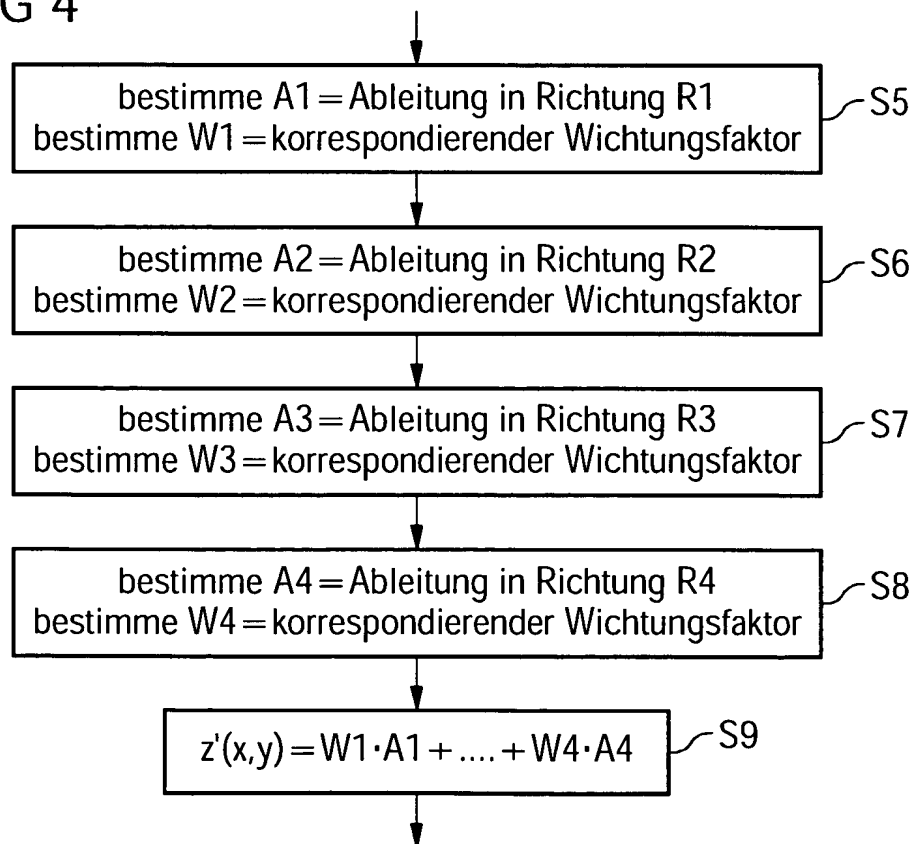 G 4
bestimme A1=Ableitung in Richtung R1
bestimme W1=korrespondierender Wichtungsfaktor
S5
bestimme A2=Ableitung in Richtung R2
bestimme W2=korrespondierender Wichtungsfaktor
S6
bestimme A3=Ableitung in Richtung R3
bestimme W3=korrespondierender Wichtungsfaktor
S7
bestimme A4=Ableitung in Richtung R4
bestimme W4=korrespondierender Wichtungsfaktor
S8
z'(x,y)=W1·A1+....+W4·A4
S9